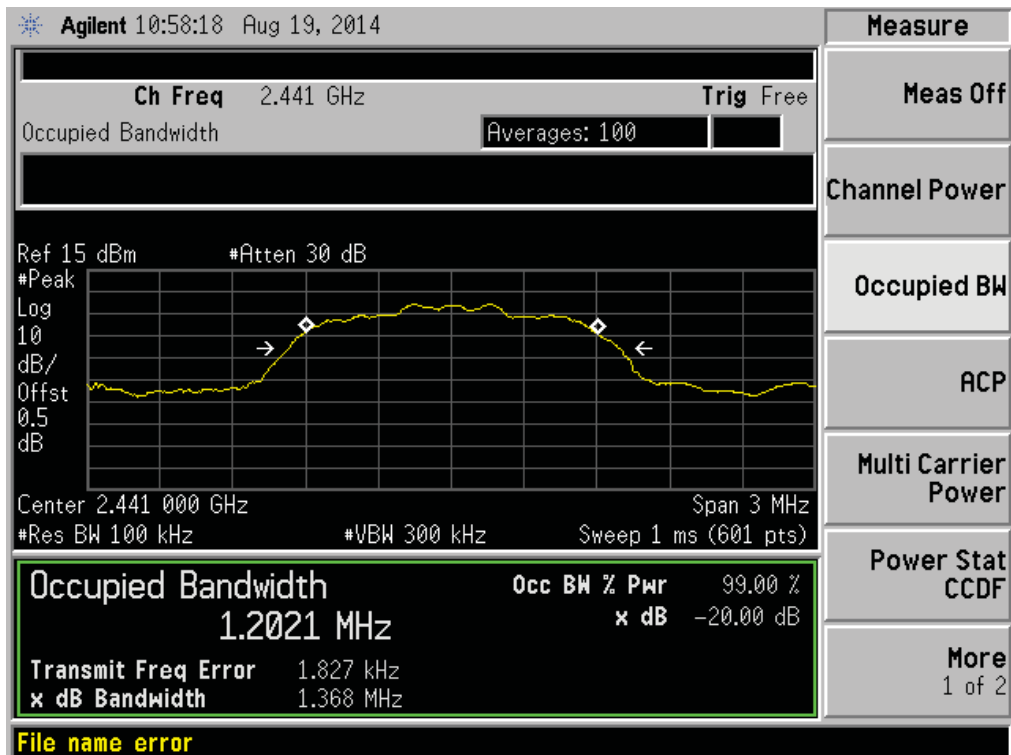 Agilent 10:58:18 Aug 19, 2014
Measure
Ch Freq 2.441 GHz Trig Free
Meas Off
Occupied Bandwidth Averages: 100
Channel Power
Ref 15 dBm #Atten 30 dB
#Peak
Log
10
dB/
Offst
0.5
dB
Occupied BW
ACP
Multi Carrier
Power
Center 2.441 000 GHz Span 3 MHz
#Res BW 100 kHz #VBW 300 kHz Sweep 1 ms (601 pts)
Power Stat
CCDF
Occupied Bandwidth
1.2021 MHz
Occ BW % Pwr 99.00 %
x dB -20.00 dB
Transmit Freq Error 1.827 kHz
x dB Bandwidth 1.368 MHz
More
1 of 2
File name error